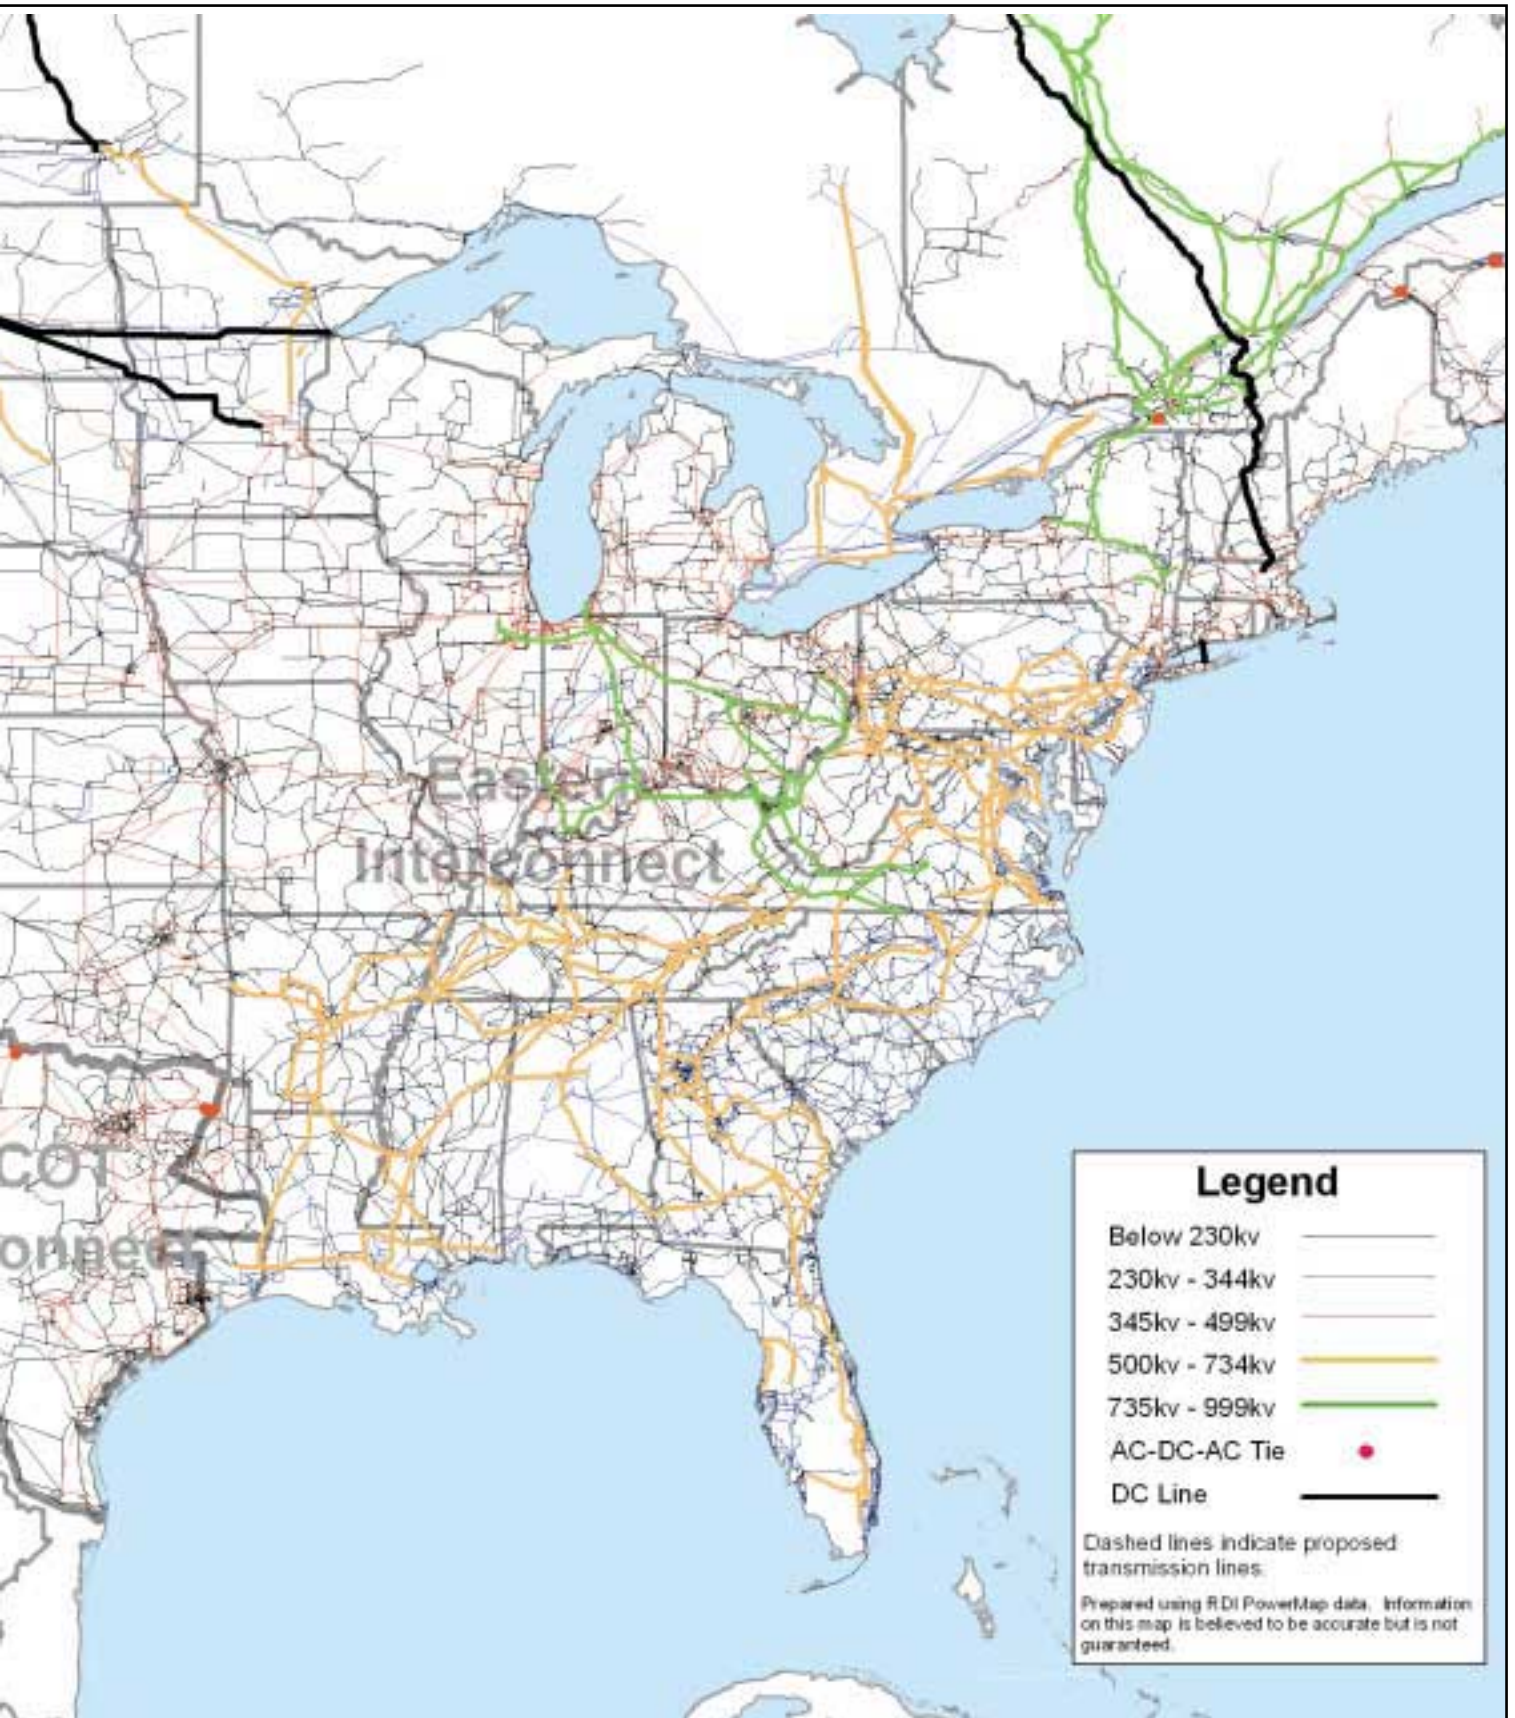 Eastern
Interconnect
COT
onnect
Legend
Below 230kv
230kv - 344kv
345kv - 499kv
500kv - 734kv
735kv - 999kv
AC-DC-AC Tie
DC Line
Dashed lines indicate proposed
transmission lines.
Prepared using RDI PowerMap data. Information
on this map is believed to be accurate but is not
guaranteed.